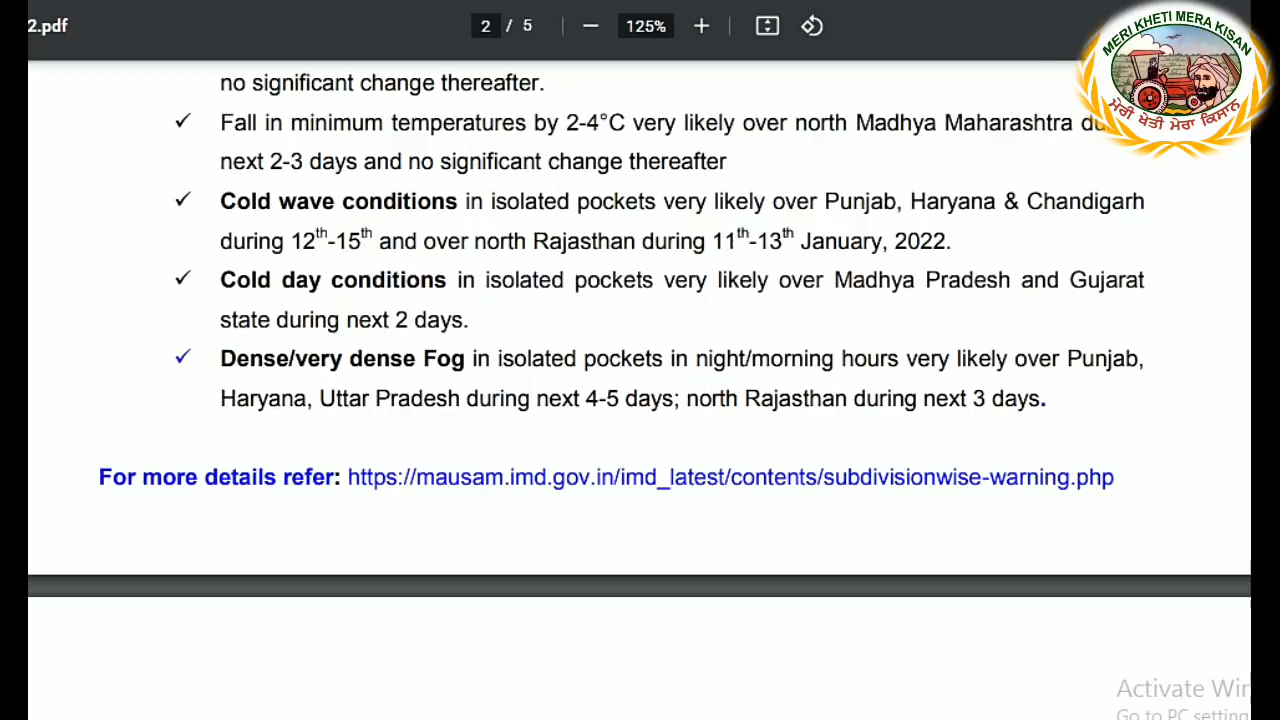 2.pdf
2 / 5
125%
MERI KHETI MERA KISAN
ਮੇਰੀ ਖੇਤੀ ਮੇਰਾ ਕਿਸਾਨ
no significant change thereafter.
✓ Fall in minimum temperatures by 2-4°C very likely over north Madhya Maharashtra
next 2-3 days and no significant change thereafter
✓ Cold wave conditions in isolated pockets very likely over Punjab, Haryana & Chandigarh
during 12th-15th and over north Rajasthan during 11th-13th January, 2022.
✓ Cold day conditions in isolated pockets very likely over Madhya Pradesh and Gujarat
state during next 2 days.
✓ Dense/very dense Fog in isolated pockets in night/morning hours very likely over Punjab,
Haryana, Uttar Pradesh during next 4-5 days; north Rajasthan during next 3 days.
For more details refer: https://mausam.imd.gov.in/imd_latest/contents/subdivisionwise-warning.php
Activate Win
Go to PC setting